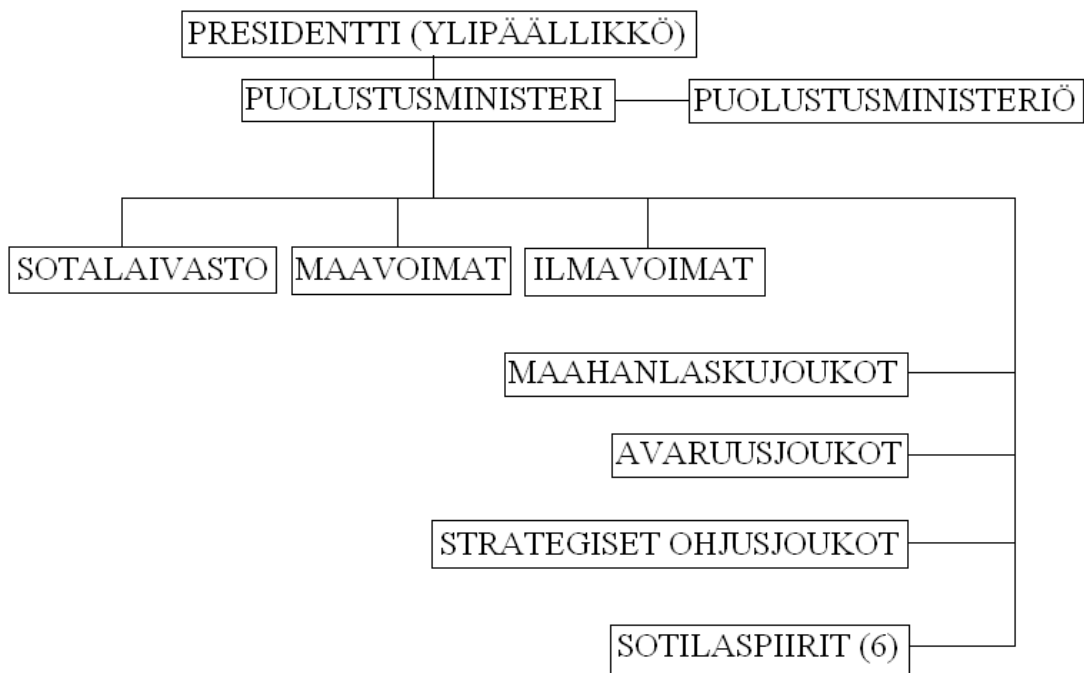 PRESIDENTTI (YLIPÄÄLLIKKÖ)
PUOLUSTUSMINISTERI
PUOLUSTUSMINISTERIÖ
SOTALAIVASTO
MAAVOIMAT
ILMAVOIMAT
MAAHANLASKUJOUKOT
AVARUUSJOUKOT
STRATEGISET OHJUSJOUKOT
SOTILASPIIRIT (6)